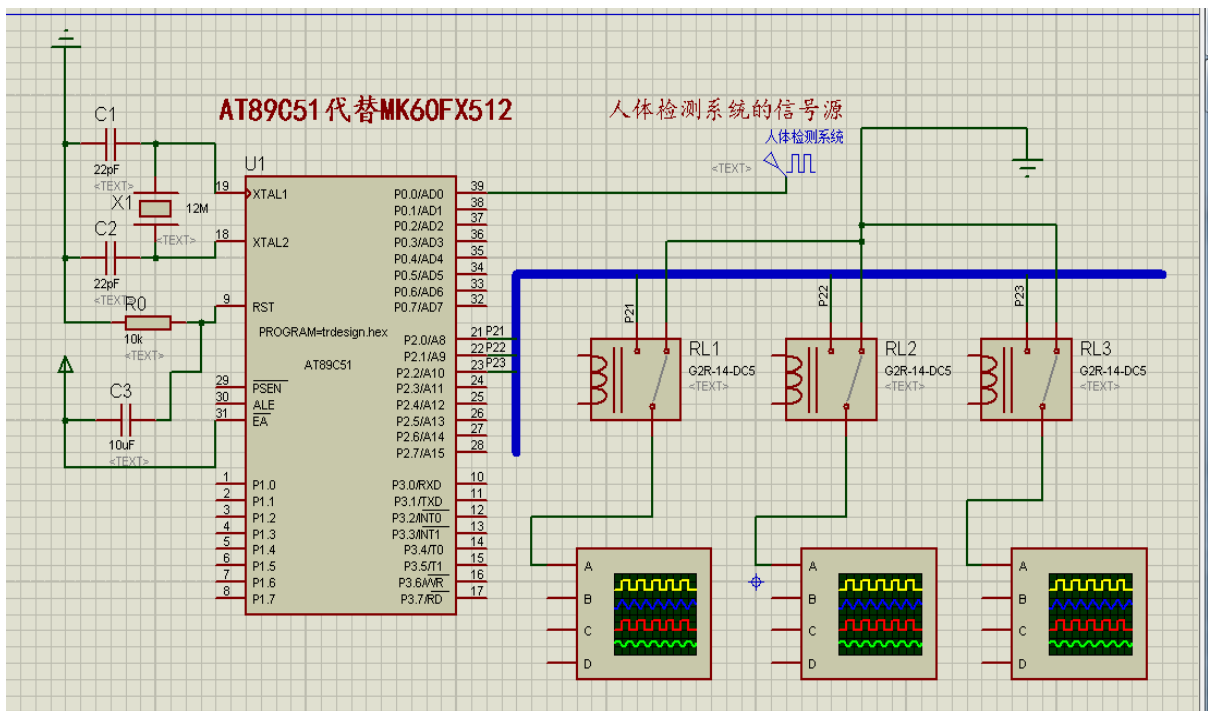 AT89C51代替MK60FX512
人体检测系统的信号源
人体检测系统
<TEXT>
C1
22pF
<TEXT>
X1
12M
<TEXT>
C2
22pF
<TEXT>
R0
10k
<TEXT>
C3
10uF
<TEXT>
U1
19 XTAL1
18 XTAL2
9 RST
PROGRAM=trdesign.hex
AT89C51
29 PSEN
30 ALE
31 EA
1 P1.0
2 P1.1
3 P1.2
4 P1.3
5 P1.4
6 P1.5
7 P1.6
8 P1.7
P0.0/AD0 39
P0.1/AD1 38
P0.2/AD2 37
P0.3/AD3 36
P0.4/AD4 35
P0.5/AD5 34
P0.6/AD6 33
P0.7/AD7 32
P2.0/A8 21 P21
P2.1/A9 22 P22
P2.2/A10 23 P23
P2.3/A11 24
P2.4/A12 25
P2.5/A13 26
P2.6/A14 27
P2.7/A15 28
P3.0/RXD 10
P3.1/TXD 11
P3.2/INT0 12
P3.3/INT1 13
P3.4/T0 14
P3.5/T1 15
P3.6/WR 16
P3.7/RD 17
P21
P22
P23
RL1
G2R-14-DC5
<TEXT>
RL2
G2R-14-DC5
<TEXT>
RL3
G2R-14-DC5
<TEXT>
A
B
C
D
A
B
C
D
A
B
C
D